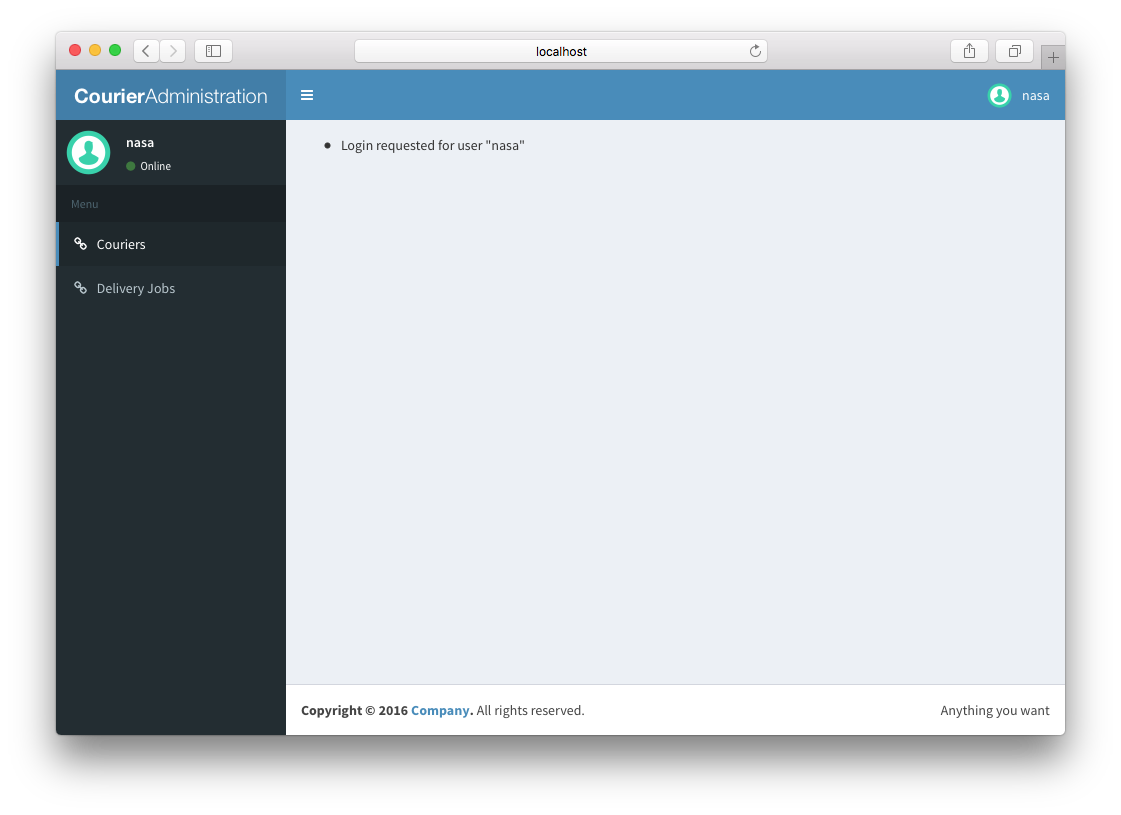 localhost
CourierAdministration
nasa
nasa
Online
Menu
Couriers
Delivery Jobs
Login requested for user "nasa"
Copyright © 2016 Company. All rights reserved.
Anything you want